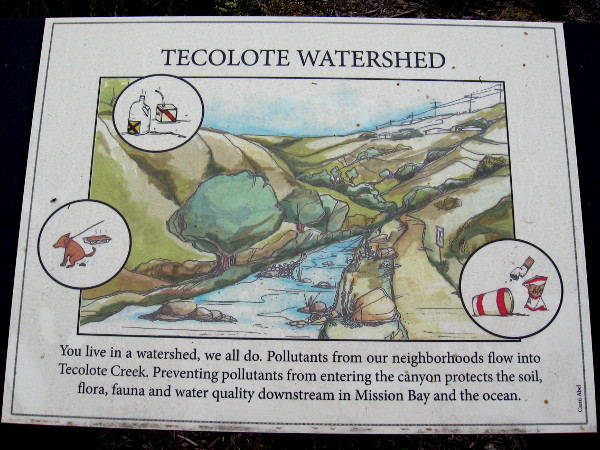 TECOLOTE WATERSHED
You live in a watershed, we all do. Pollutants from our neighborhoods flow into
Tecolote Creek. Preventing pollutants from entering the canyon protects the soil,
flora, fauna and water quality downstream in Mission Bay and the ocean.